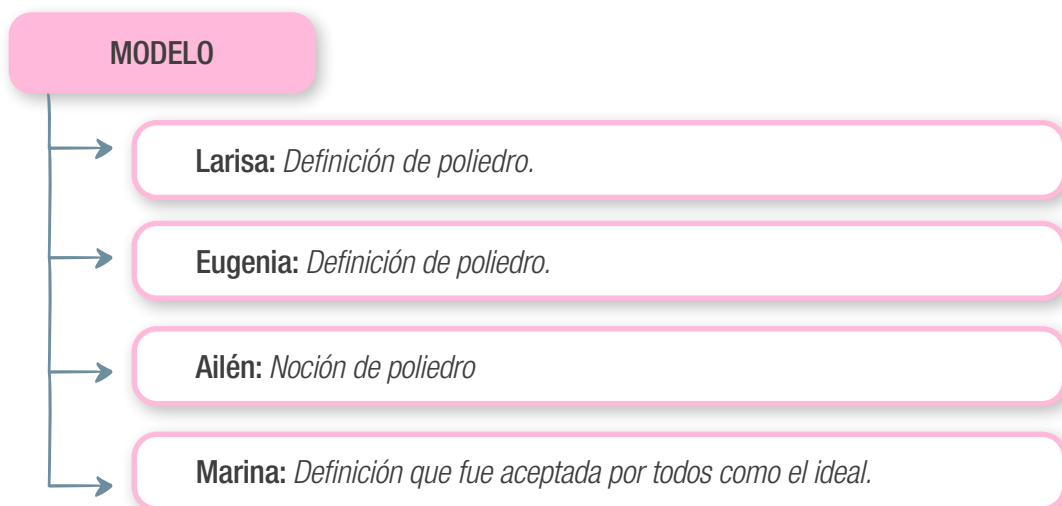 MODELO
Larisa: Definición de poliedro.
Eugenia: Definición de poliedro.
Ailén: Noción de poliedro
Marina: Definición que fue aceptada por todos como el ideal.